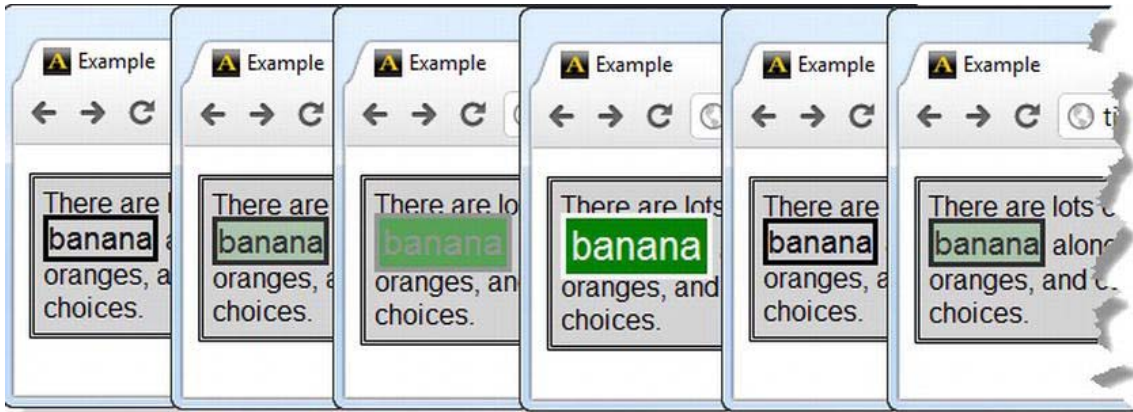 Example
There are
banana
oranges, a
choices.
Example
There are
banana
oranges,
choices.
Example
There are lo
banana
oranges, an
choices.
Example
There are lots
banana
oranges, and
choices.
Example
There are
banana
oranges, a
choices.
Example
ti
There are lots
banana alon
oranges, and
choices.